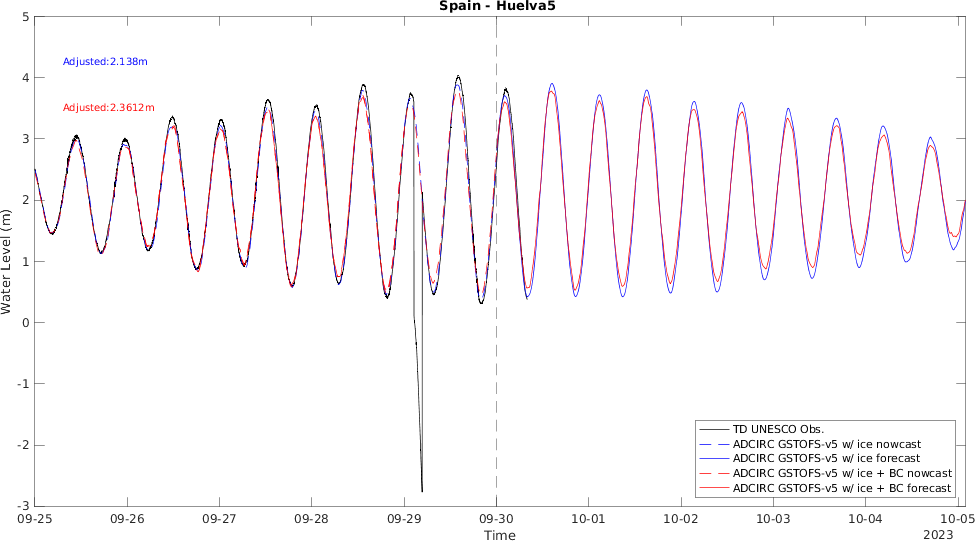 Spain - Huelva5
5
4
3
2
1
0
-1
-2
-3
Water Level (m)
Adjusted:2.138m
Adjusted:2.3612m
TD UNESCO Obs.
ADCIRC GSTOFS-v5 w/ ice nowcast
ADCIRC GSTOFS-v5 w/ ice forecast
ADCIRC GSTOFS-v5 w/ ice + BC nowcast
ADCIRC GSTOFS-v5 w/ ice + BC forecast
09-25 09-26 09-27 09-28 09-29 09-30 10-01 10-02 10-03 10-04 10-05
Time
2023